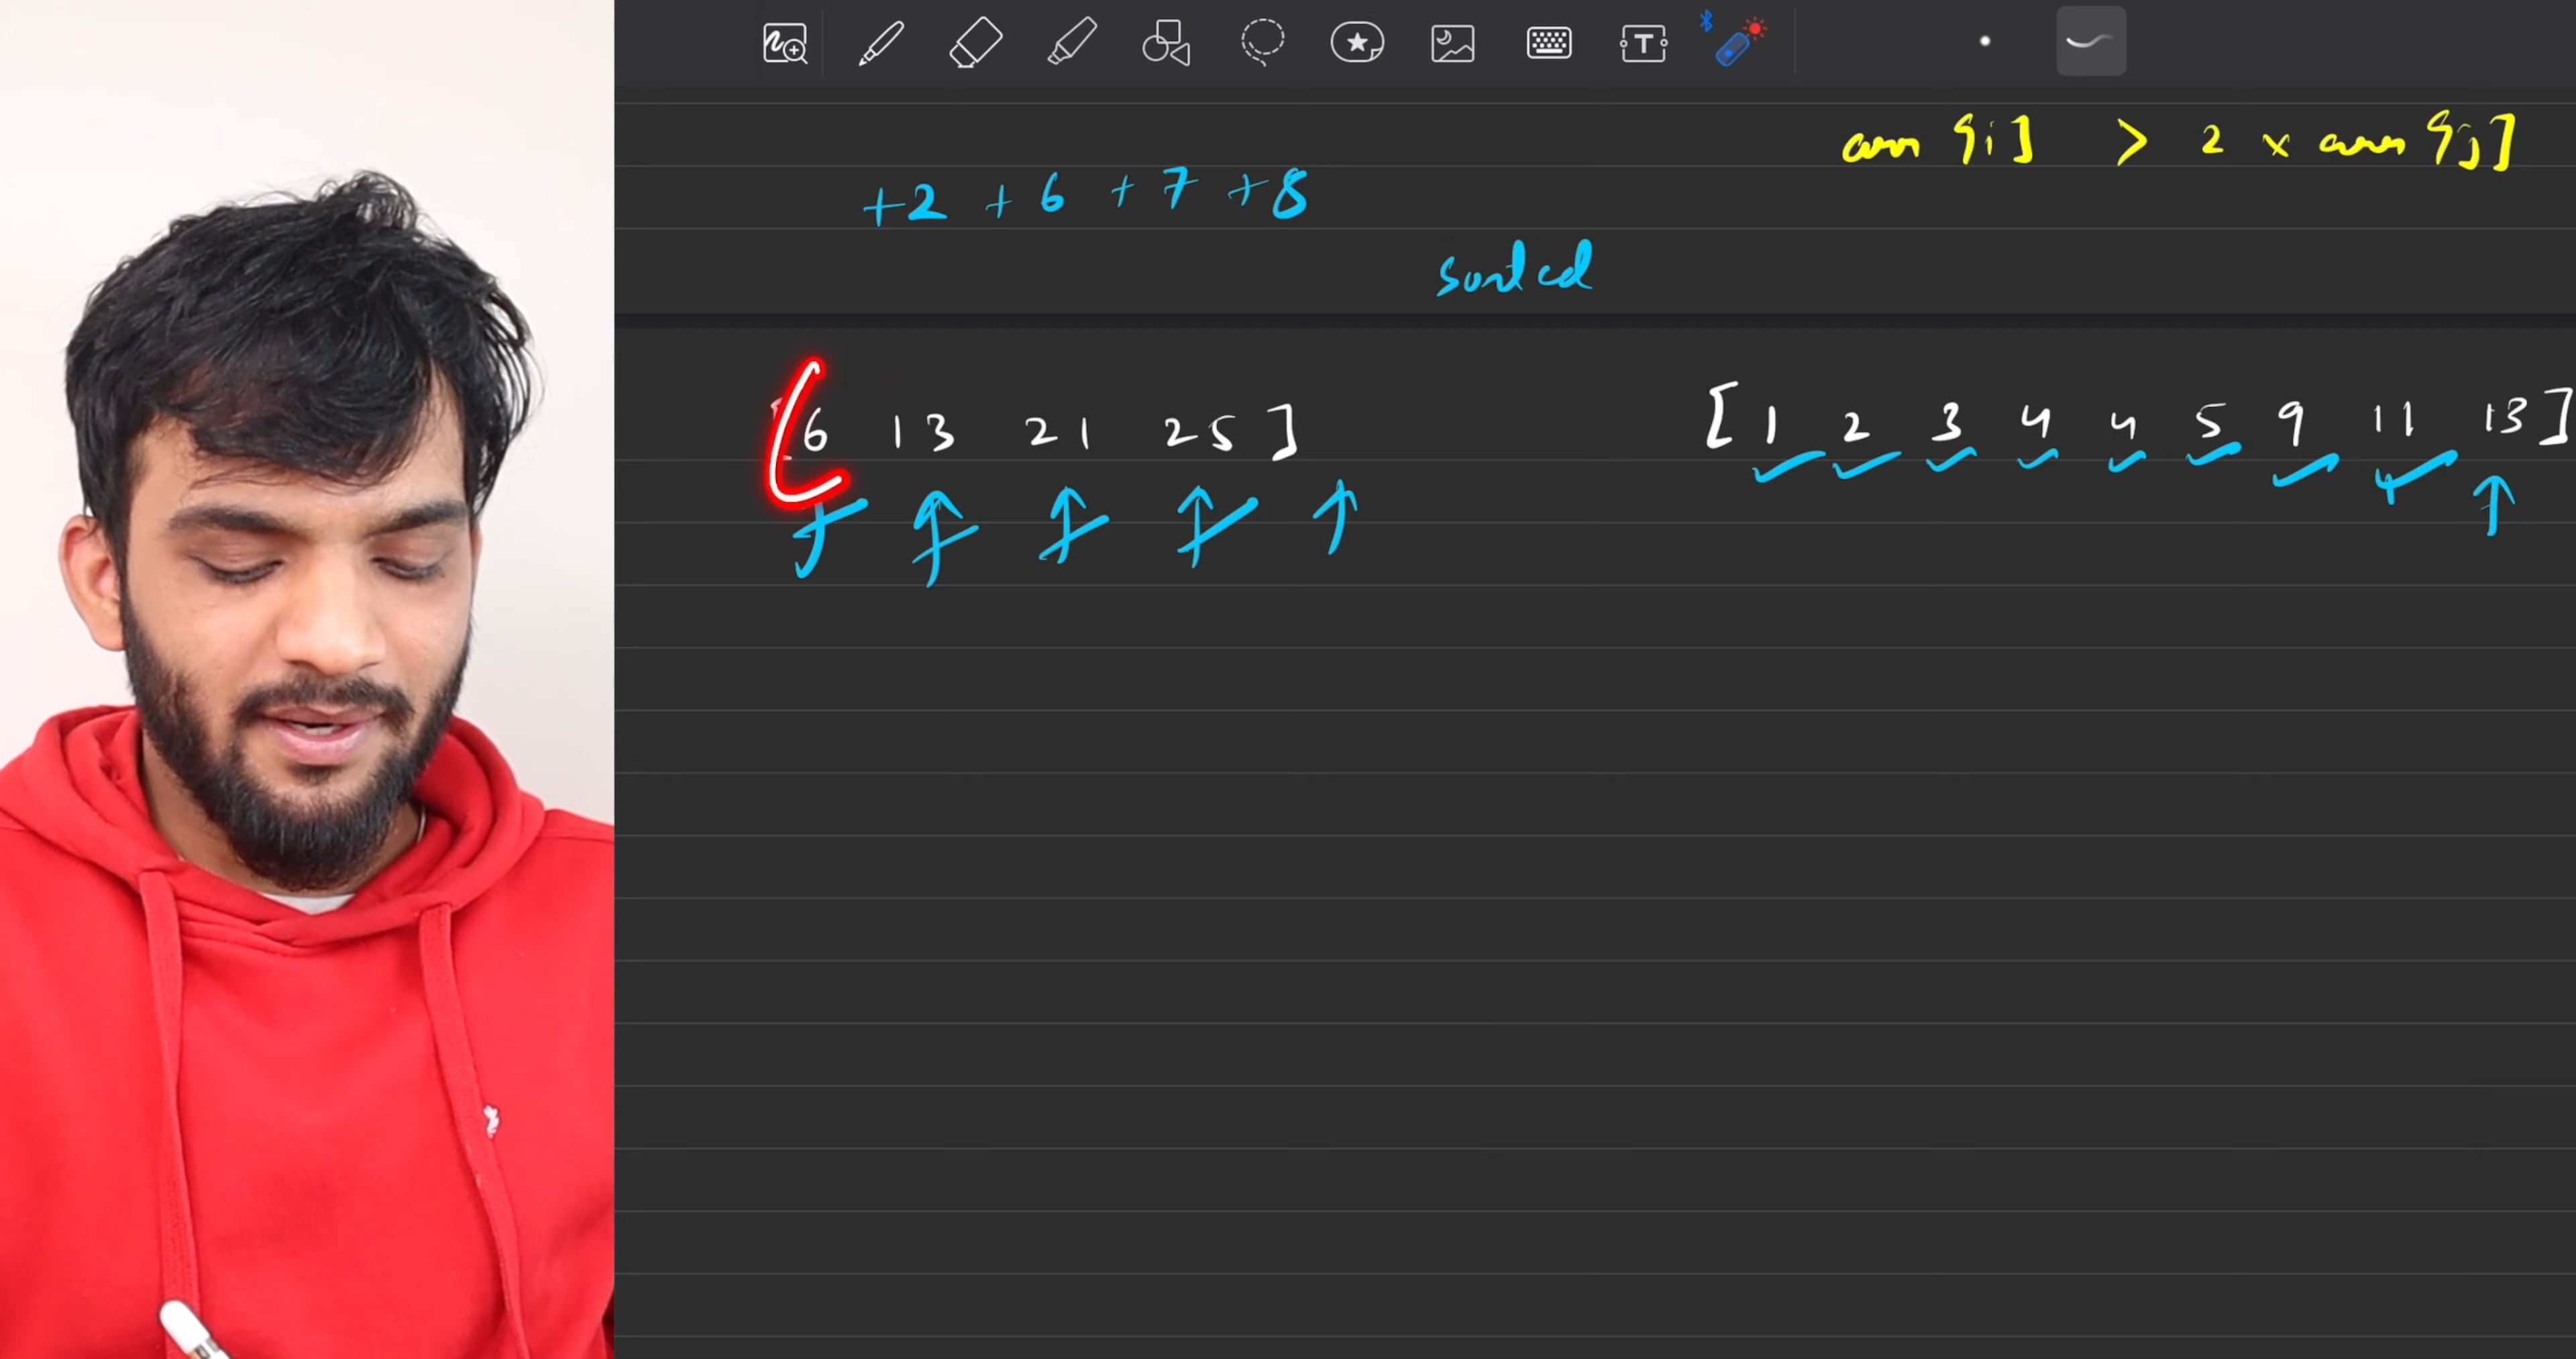 arr[i] > 2 x arr[j]
+2 +6 +7 +8
sorted
[6 13 21 25] [1 2 3 4 4 5 9 11 13]